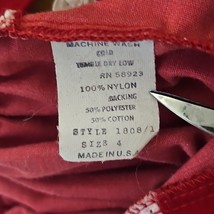 MACHINE WASH
COLD
TUMBLE DRY LOW
RN 58923
100% NYLON
BACKING
50% POLYESTER
50% COTTON
STYLE 1808/1
SIZE 4
MADE IN U.S.A.